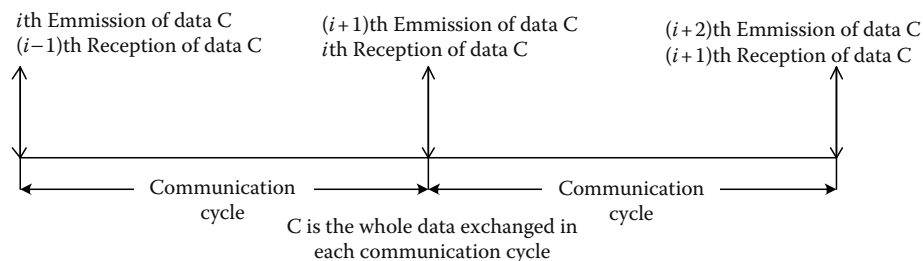 ith Emmission of data C
(i−1)th Reception of data C
(i+1)th Emmission of data C
ith Reception of data C
(i+2)th Emmission of data C
(i+1)th Reception of data C
Communication
cycle
Communication
cycle
C is the whole data exchanged in
each communication cycle